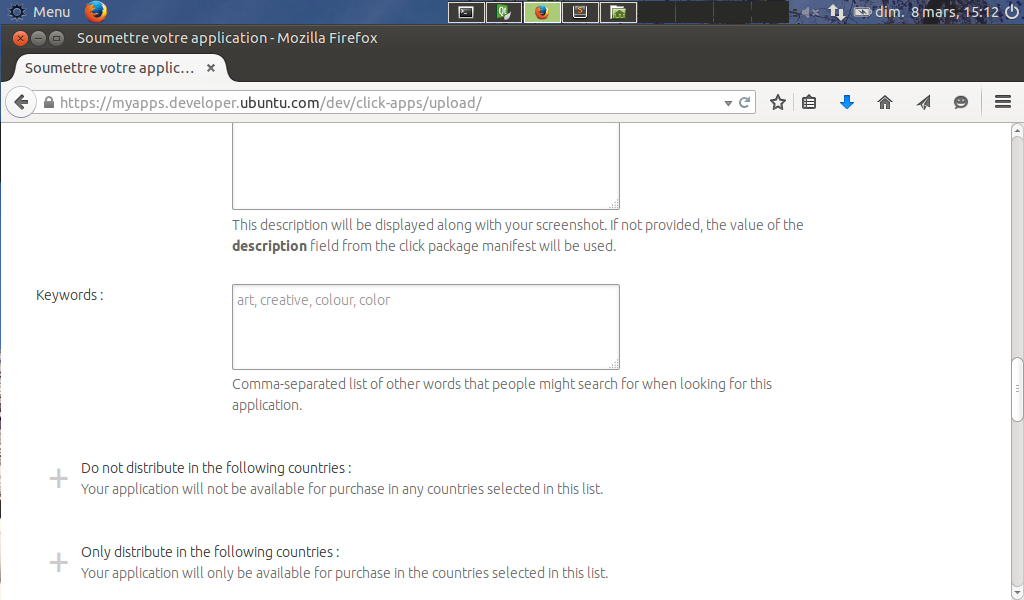 Menu
dim. 8 mars, 15:12
Soumettre votre application - Mozilla Firefox
Soumettre votre applic... ×
https://myapps.developer.ubuntu.com/dev/click-apps/upload/
This description will be displayed along with your screenshot. If not provided, the value of the
description field from the click package manifest will be used.
Keywords :
art, creative, colour, color
Comma-separated list of other words that people might search for when looking for this
application.
Do not distribute in the following countries :
Your application will not be available for purchase in any countries selected in this list.
Only distribute in the following countries :
Your application will only be available for purchase in the countries selected in this list.